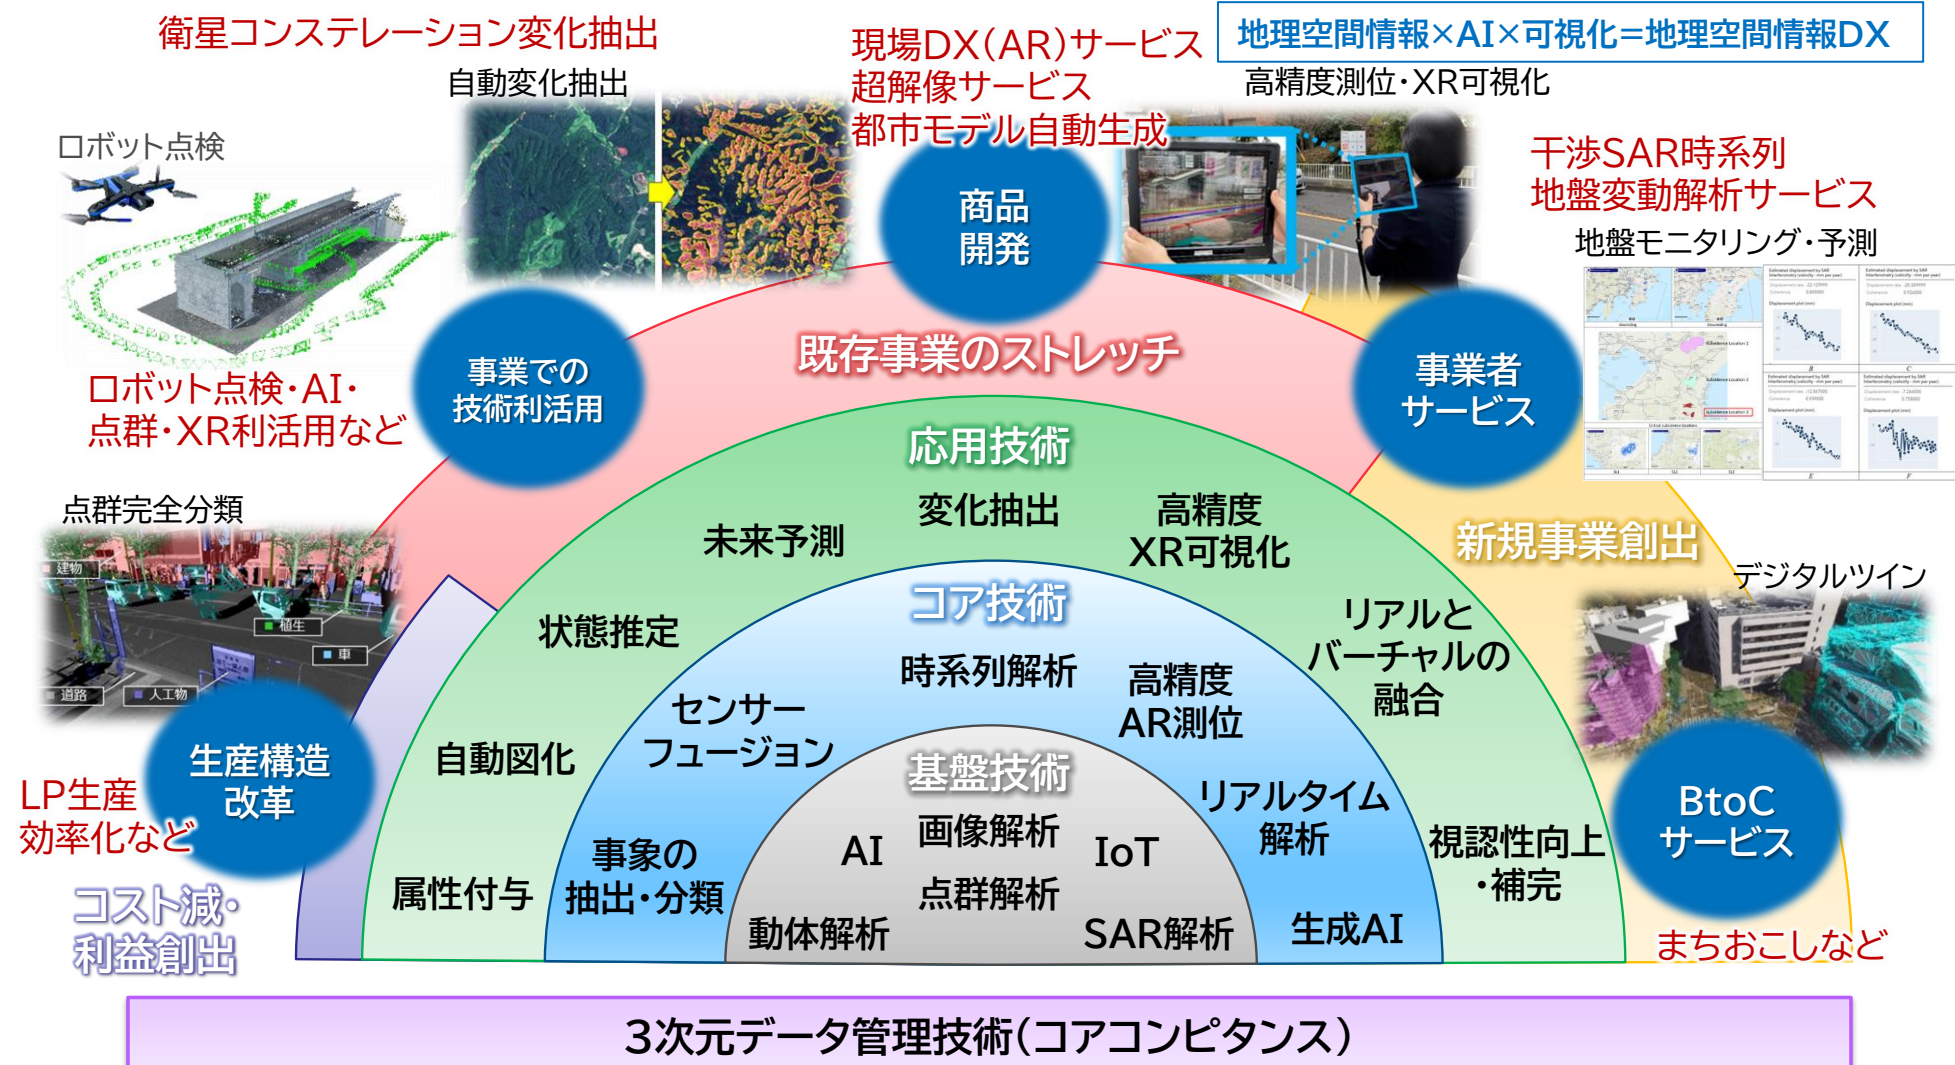 衛星コンステレーション変化抽出
自動変化抽出
現場DX(AR)サービス
超解像サービス
都市モデル自動生成
地理空間情報×AI×可視化=地理空間情報DX
高精度測位・XR可視化
ロボット点検
干渉SAR時系列
地盤変動解析サービス
地盤モニタリング・予測
商品
開発
既存事業のストレッチ
事業での
技術利活用
事業者
サービス
ロボット点検・AI・
点群・XR利活用など
点群完全分類
建物
植生
車
道路
人工物
生産構造
改革
LP生産
効率化など
コスト減・
利益創出
応用技術
変化抽出
高精度
XR可視化
未来予測
状態推定
自動図化
属性付与
リアルと
バーチャルの
融合
視認性向上
・補完
新規事業創出
デジタルツイン
BtoC
サービス
まちおこしなど
コア技術
時系列解析
高精度
AR測位
センサー
フュージョン
リアルタイム
解析
事象の
抽出・分類
生成AI
基盤技術
AI
画像解析
IoT
点群解析
動体解析
SAR解析
3次元データ管理技術(コアコンピタンス)